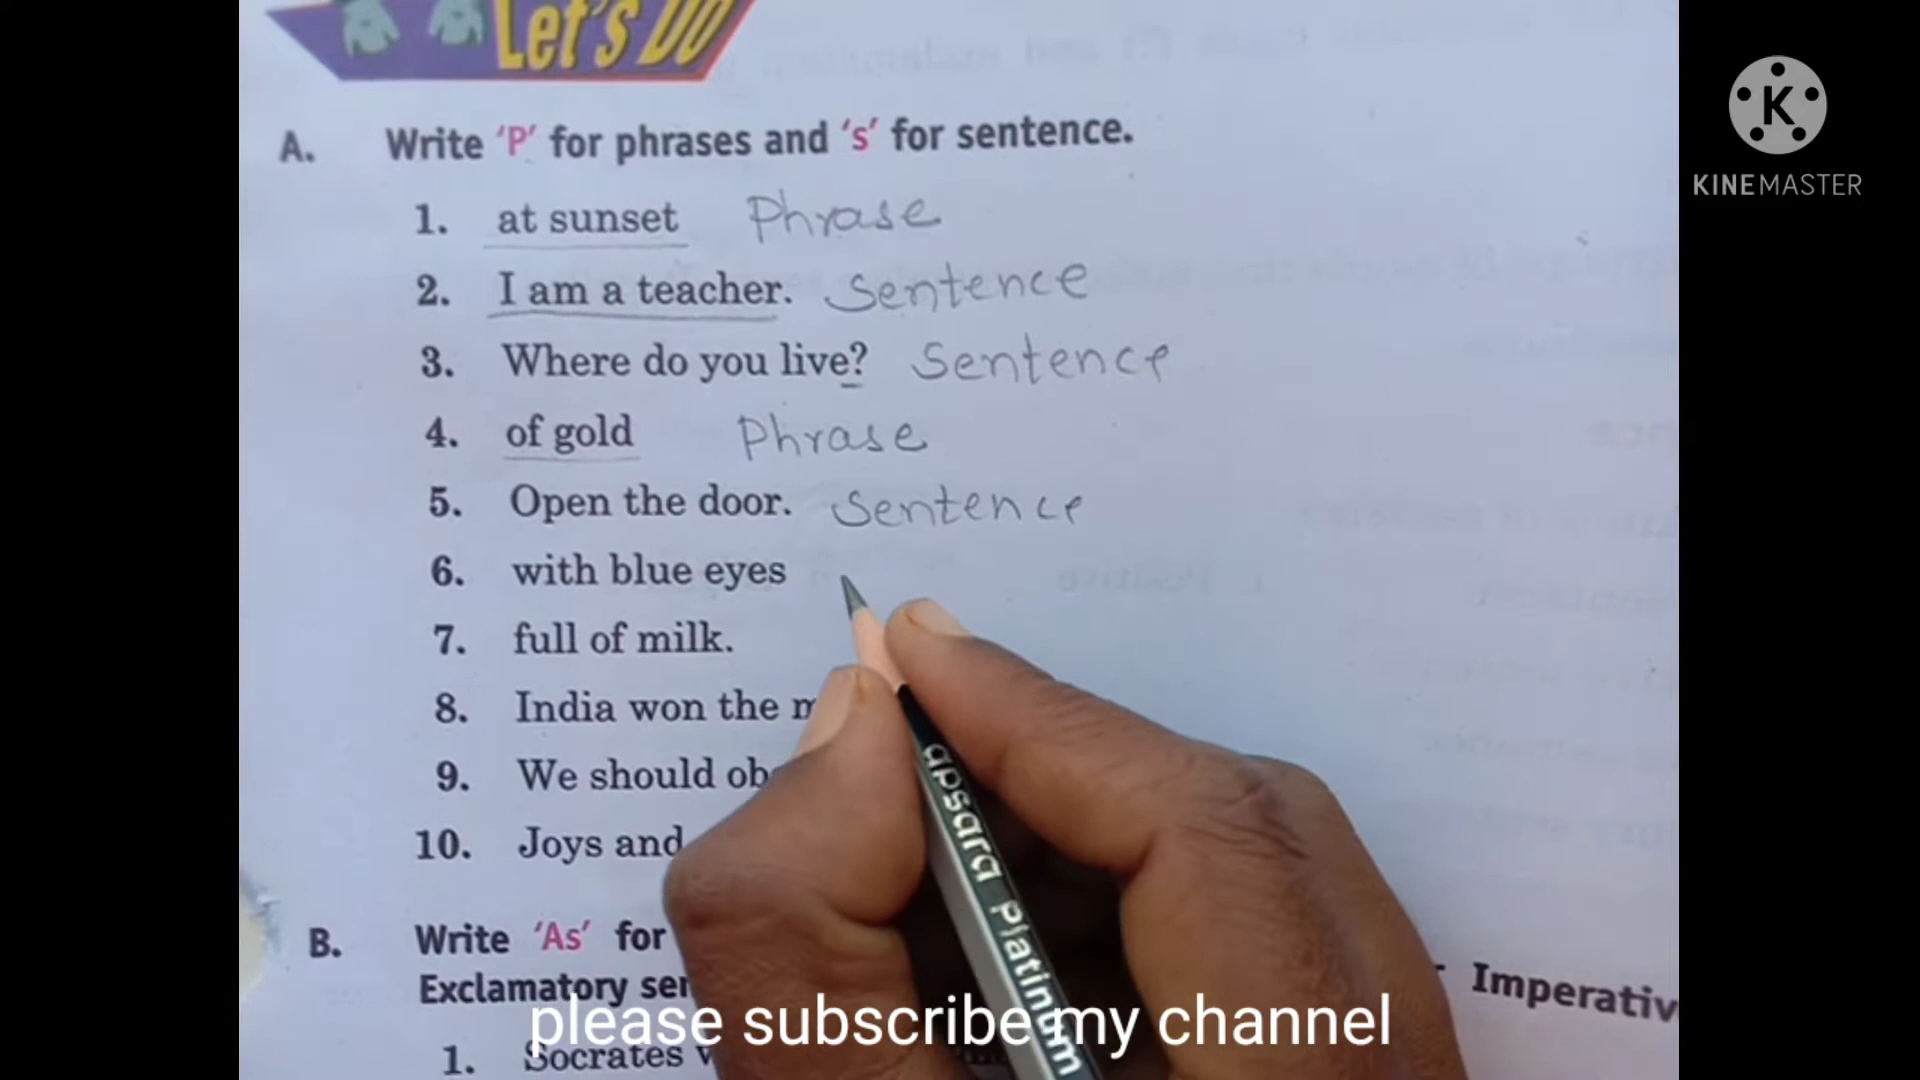 Let's Do
KINEMASTER
A. Write 'P' for phrases and 's' for sentence.
1. at sunset Phrase
2. I am a teacher. Sentence
3. Where do you live? Sentence
4. of gold Phrase
5. Open the door. Sentence
6. with blue eyes
7. full of milk.
8. India won the
9. We should
10. Joys and
B. Write 'As' for
Exclamatory Imperativ
please subscribe my channel
1. Socrates
apsara Platinum